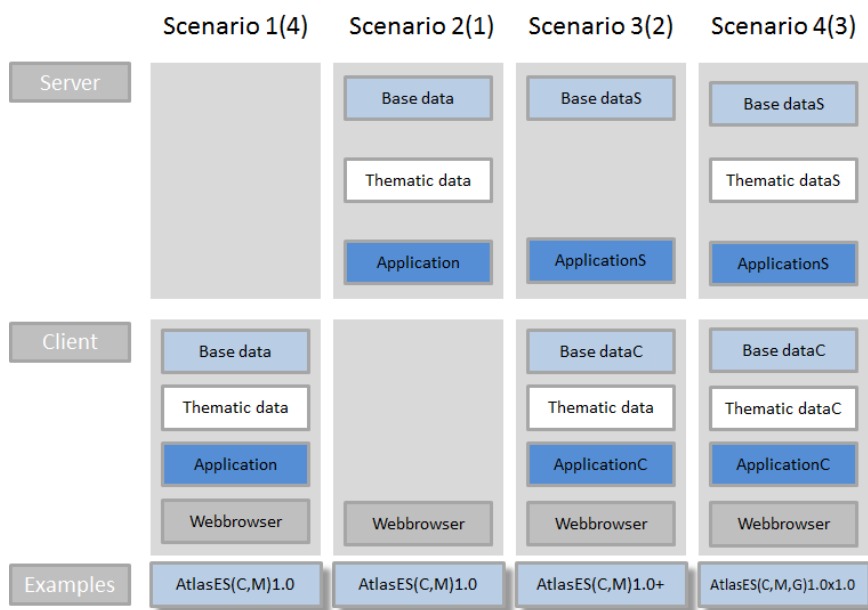 Scenario 1(4) Scenario 2(1) Scenario 3(2) Scenario 4(3)
Server
Base data Base dataS Base dataS
Thematic data Thematic dataS
Application ApplicationS ApplicationS
Client
Base data Base dataC Base dataC
Thematic data Thematic data Thematic dataC
Application ApplicationC ApplicationC
Webbrowser Webbrowser Webbrowser Webbrowser
Examples AtlasES(C,M)1.0 AtlasES(C,M)1.0 AtlasES(C,M)1.0+ AtlasES(C,M,G)1.0x1.0